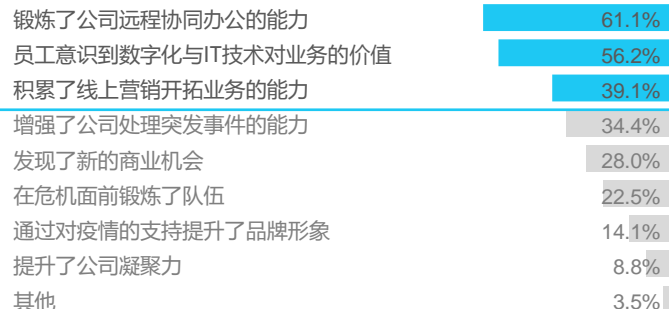 锻炼了公司远程协同办公的能力 61.1%
员工意识到数字化与IT技术对业务的价值 56.2%
积累了线上营销开拓业务的能力 39.1%
增强了公司处理突发事件的能力 34.4%
发现了新的商业机会 28.0%
在危机面前锻炼了队伍 22.5%
通过对疫情的支持提升了品牌形象 14.1%
提升了公司凝聚力 8.8%
其他 3.5%